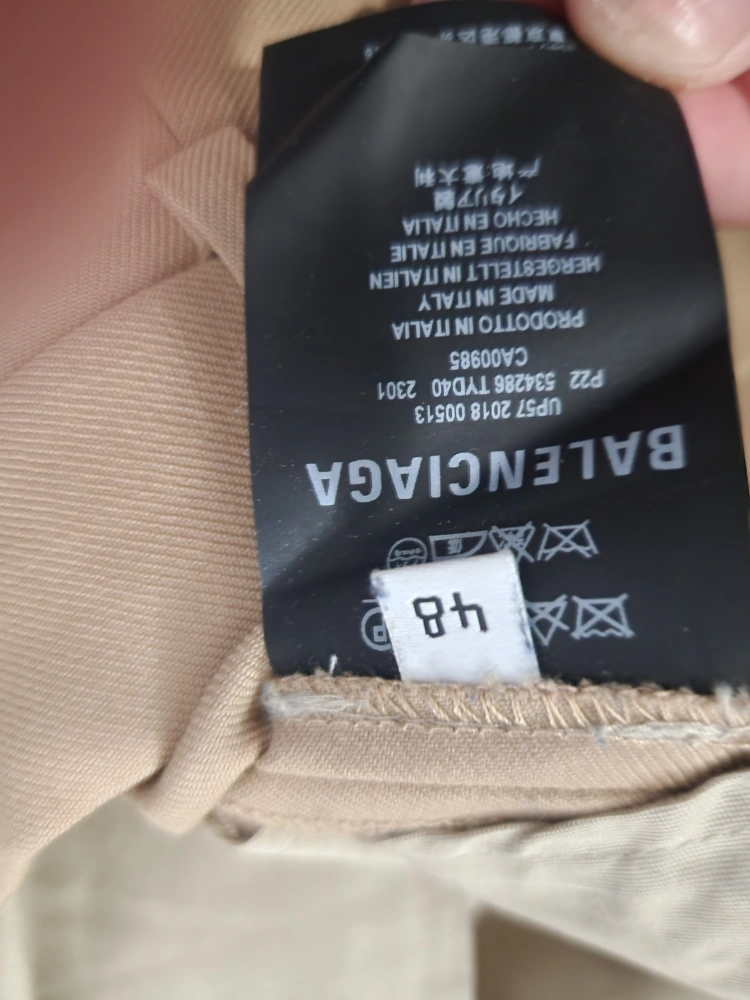 48
BALENCIAGA
UP57 2018 00513
P22 534286 TYD40 2301
CA00985
PRODOTTO IN ITALIA
MADE IN ITALY
HERGESTELLT IN ITALIEN
FABRIQUE EN ITALIE
HECHO EN ITALIA
イタリア製
产地:意大利